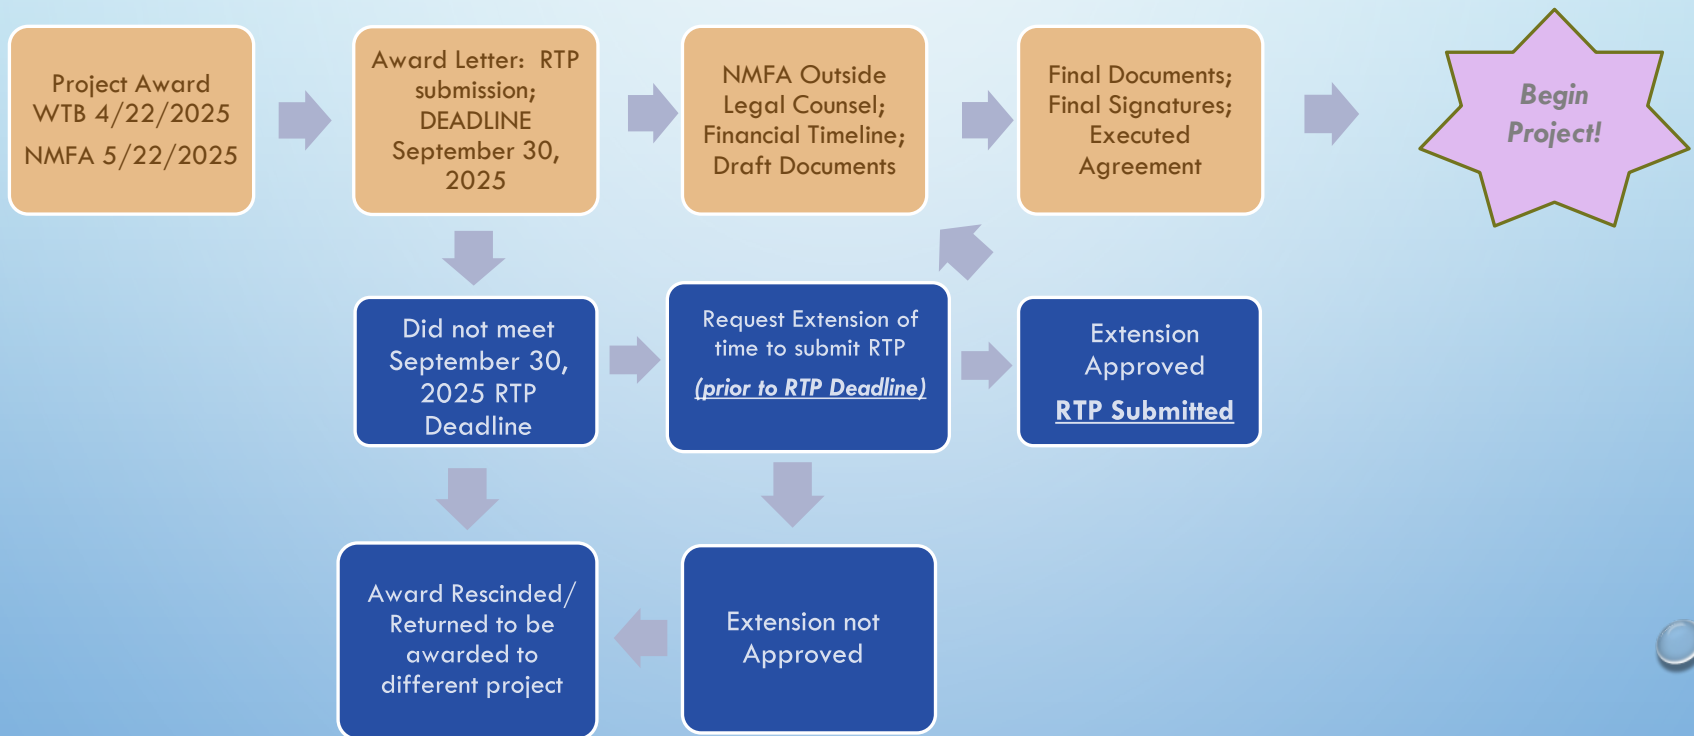 Project Award
WTB 4/22/2025
NMFA 5/22/2025
Award Letter: RTP
submission;
DEADLINE
September 30,
2025
NMFA Outside
Legal Counsel;
Financial Timeline;
Draft Documents
Final Documents;
Final Signatures;
Executed
Agreement
Begin
Project!
Did not meet
September 30,
2025 RTP
Deadline
Request Extension of
time to submit RTP
(prior to RTP Deadline)
Extension
Approved
RTP Submitted
Award Rescinded/
Returned to be
awarded to
different project
Extension not
Approved